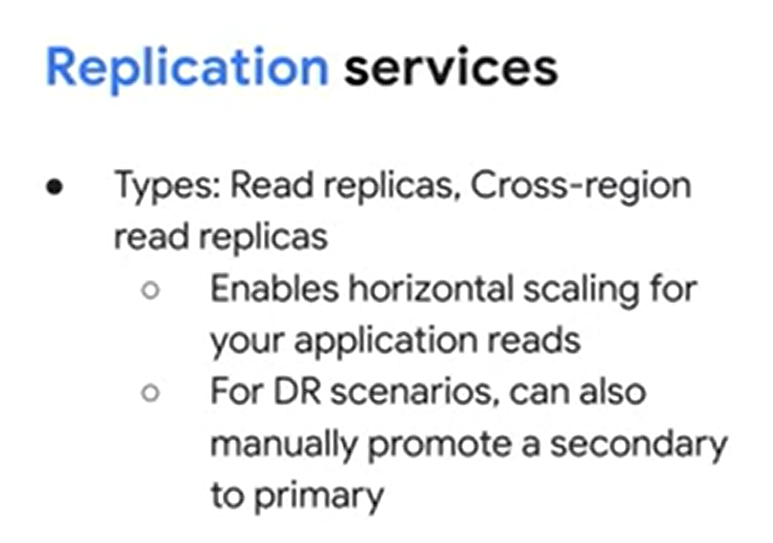 Replication services
● Types: Read replicas, Cross-region
read replicas
○ Enables horizontal scaling for
your application reads
○ For DR scenarios, can also
manually promote a secondary
to primary